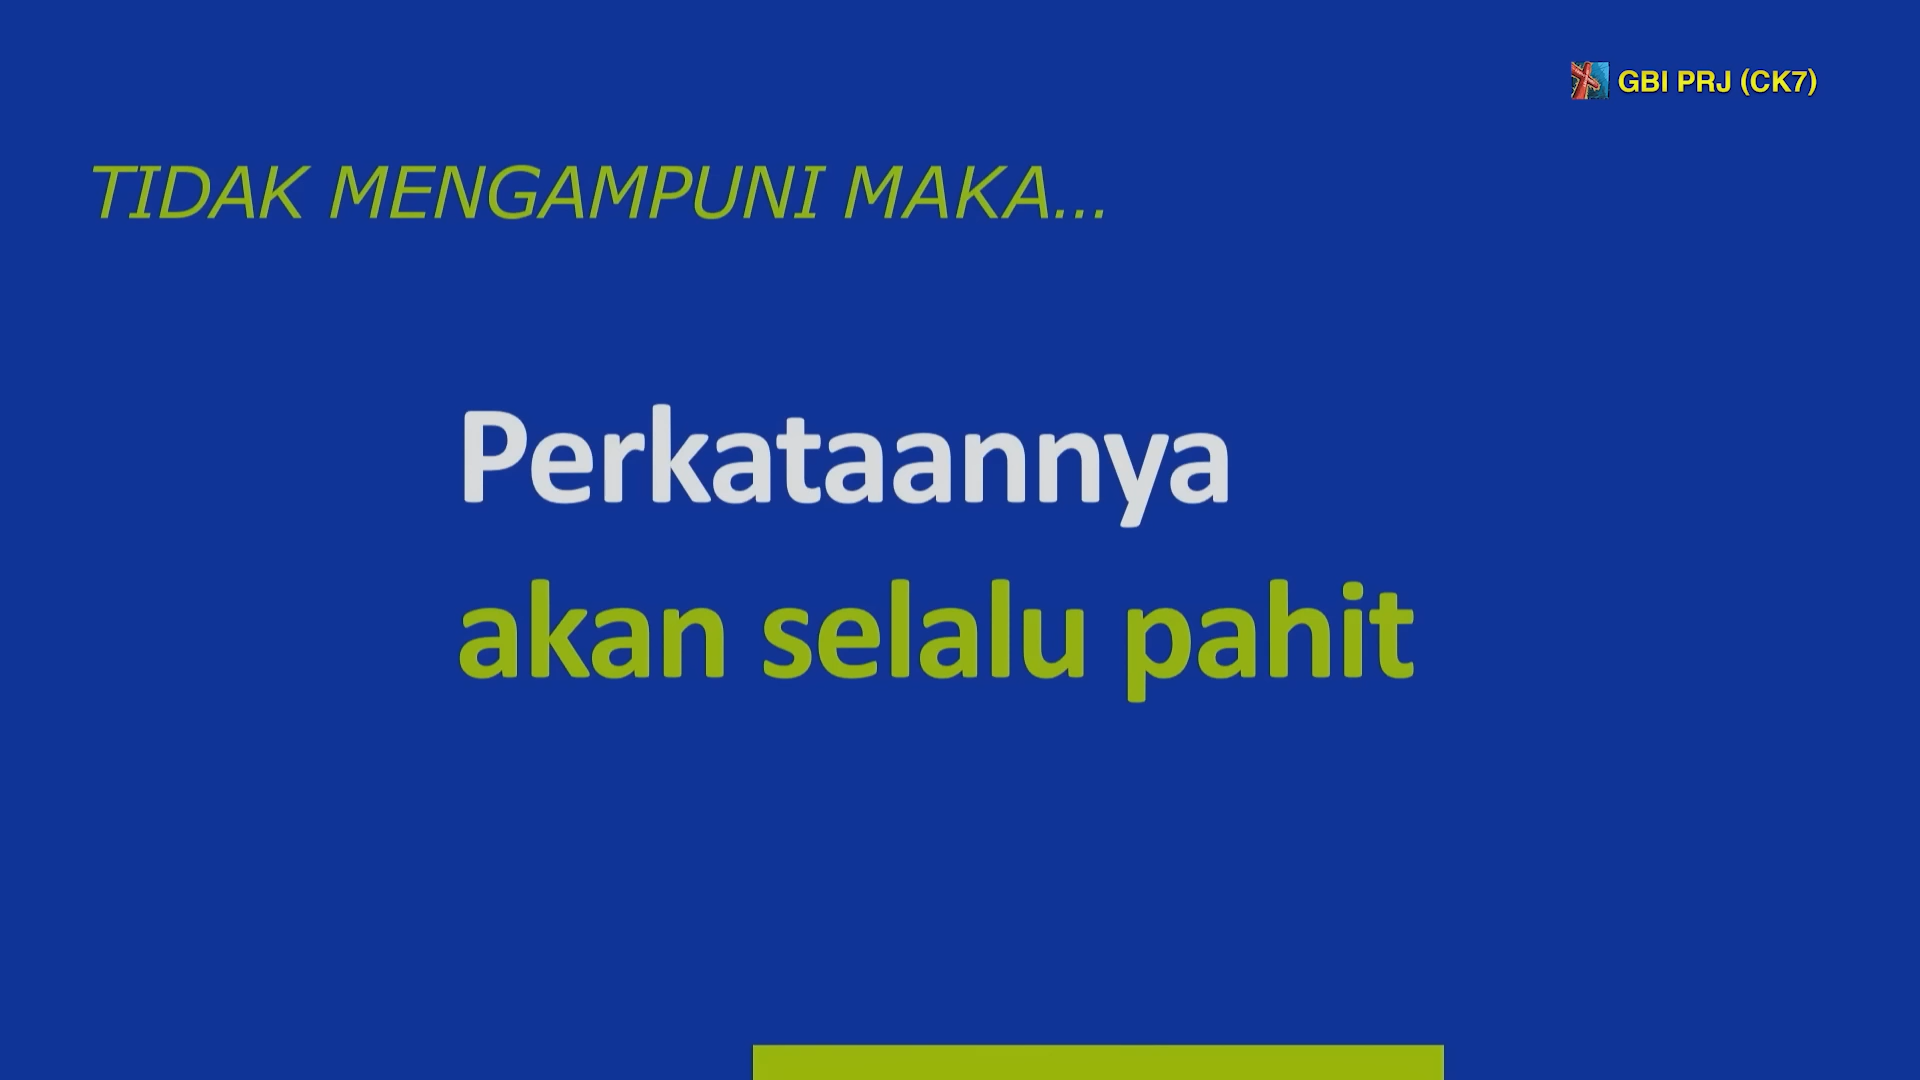 GBI PRJ (CK7)
TIDAK MENGAMPUNI MAKA...
Perkataannya
akan selalu pahit